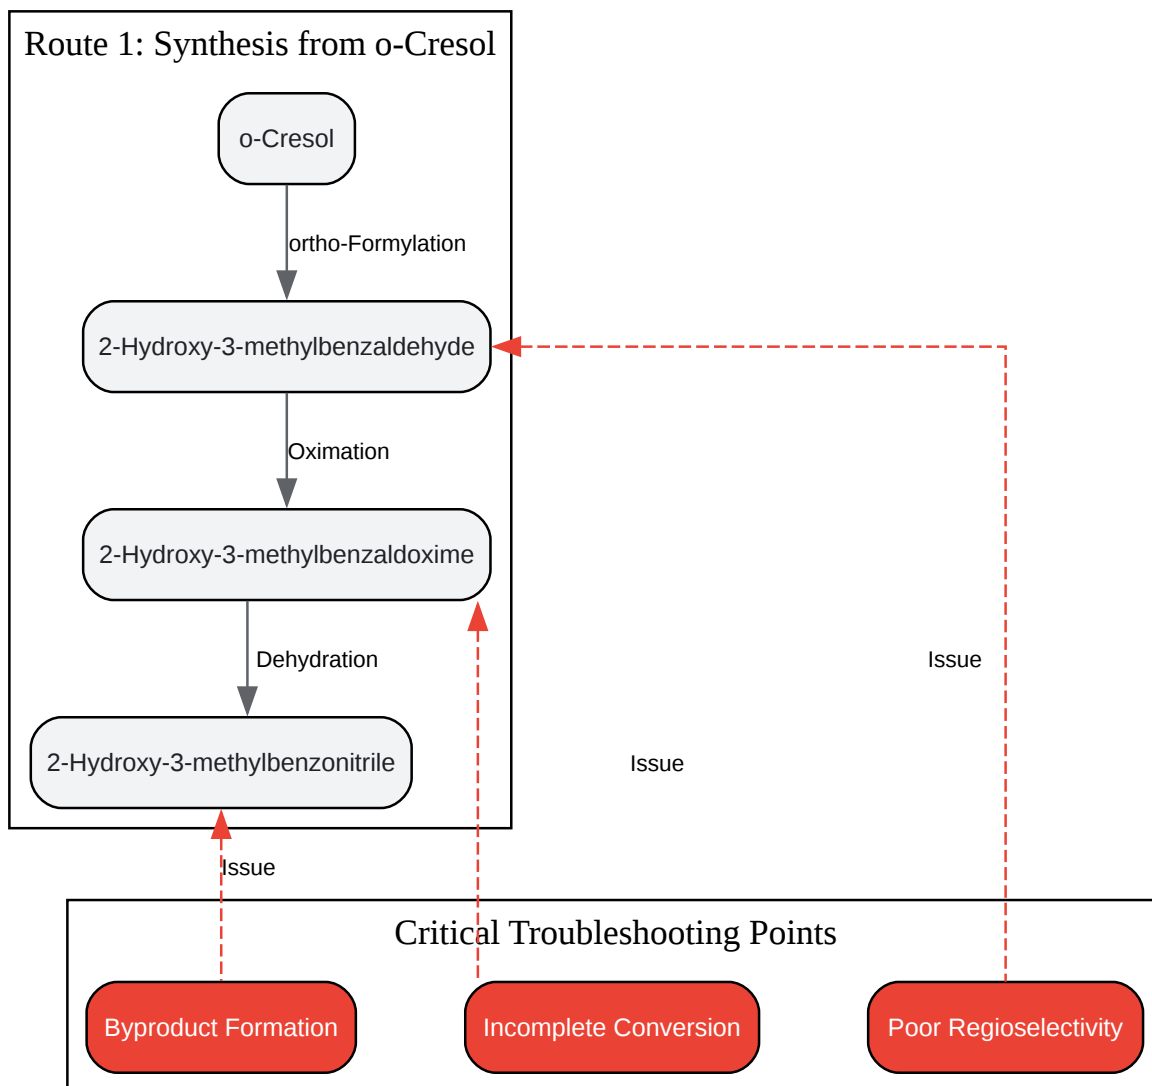 Route 1: Synthesis from o-Cresol
o-Cresol
ortho-Formylation
2-Hydroxy-3-methylbenzaldehyde
Oximation
2-Hydroxy-3-methylbenzaldoxime
Dehydration
Issue
2-Hydroxy-3-methylbenzonitrile
Issue
Issue
Critical Troubleshooting Points
Byproduct Formation
Incomplete Conversion
Poor Regioselectivity